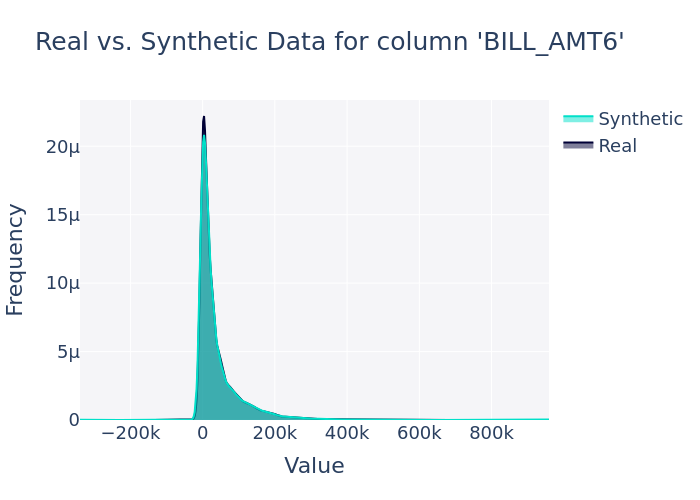 Real vs. Synthetic Data for column 'BILL_AMT6'
Synthetic
Real
Frequency
20μ
15μ
10μ
5μ
0
−200k
0
200k
400k
600k
800k
Value